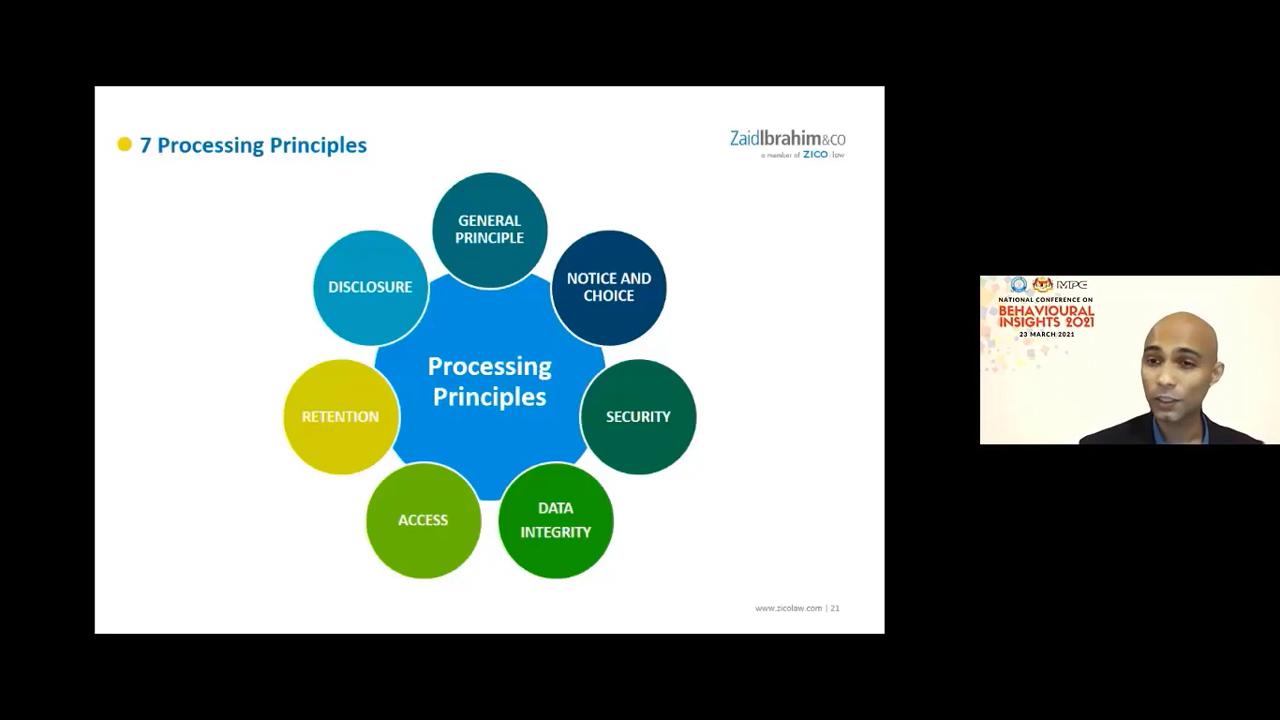 7 Processing Principles
ZaidIbrahim&co
a member of ZICO law
GENERAL
PRINCIPLE
NOTICE AND
CHOICE
SECURITY
DATA
INTEGRITY
ACCESS
RETENTION
DISCLOSURE
Processing
Principles
www.zicolaw.com | 21
MPC
NATIONAL CONFERENCE ON
BEHAVIOURAL
INSIGHTS 2021
23 MARCH 2021